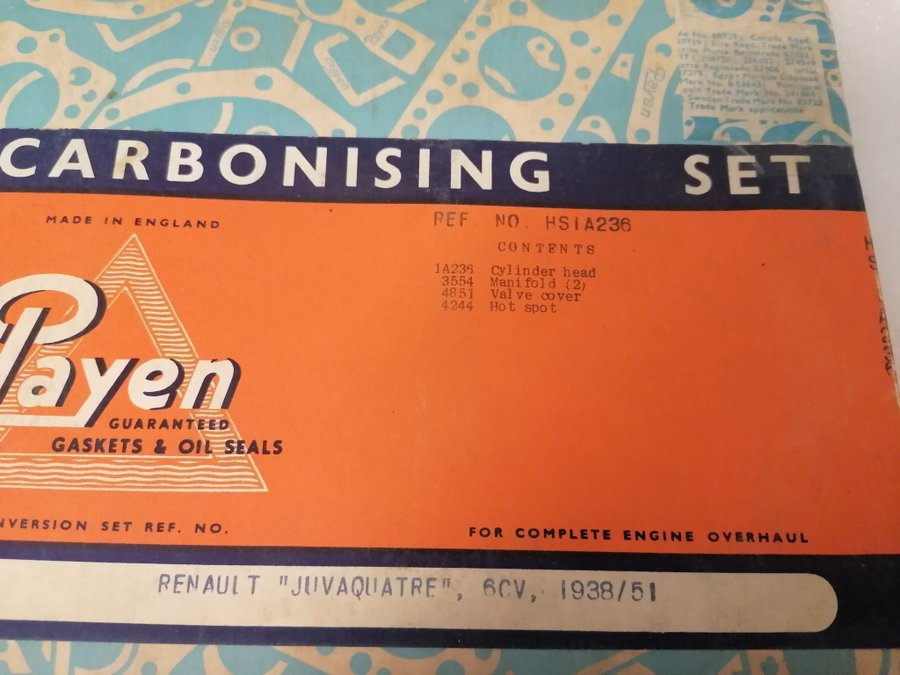 CARBONISING SET
MADE IN ENGLAND
REF NO. HS1A236
CONTENTS
1A236 Cylinder head
3554 Manifold (2)
4851 Valve cover
4244 Hot spot
Payen
GUARANTEED
GASKETS & OIL SEALS
NVERSION SET REF. NO.
FOR COMPLETE ENGINE OVERHAUL
RENAULT "JUVAQUATRE", 6CV, 1938/51